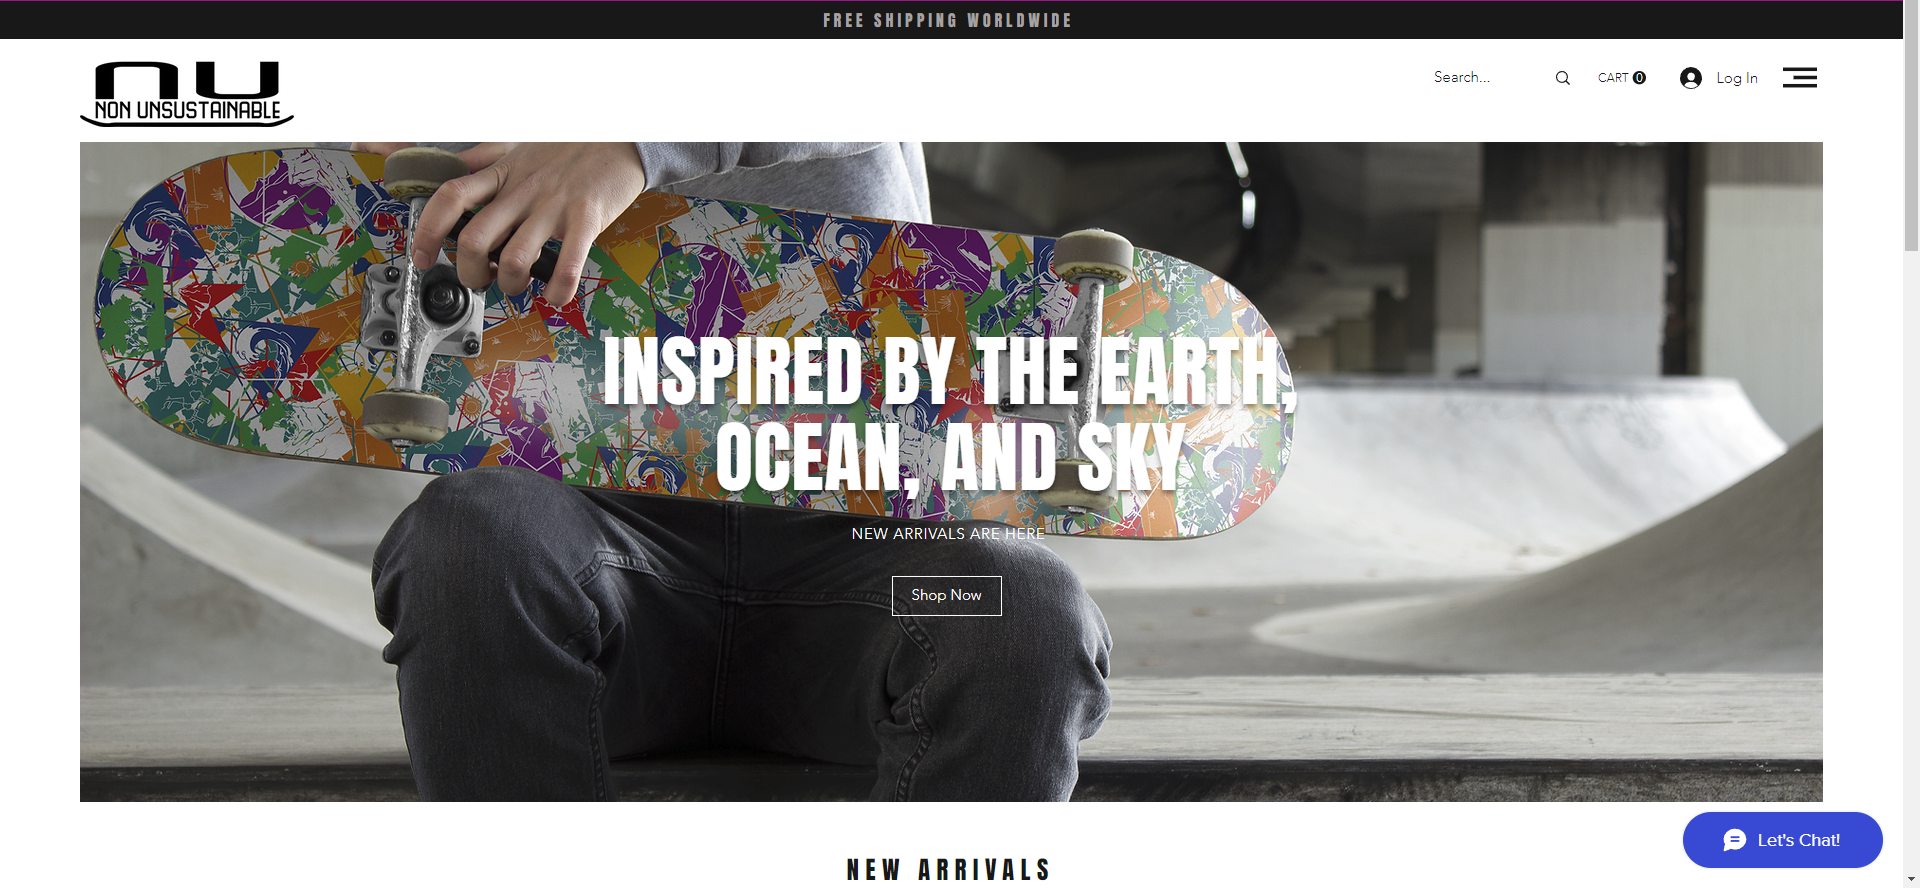 FREE SHIPPING WORLDWIDE
nu
NON UNSUSTAINABLE
Search...
CART 0
Log In
INSPIRED BY THE EARTH,
OCEAN, AND SKY
NEW ARRIVALS ARE HERE
Shop Now
Let's Chat!
NEW ARRIVALS